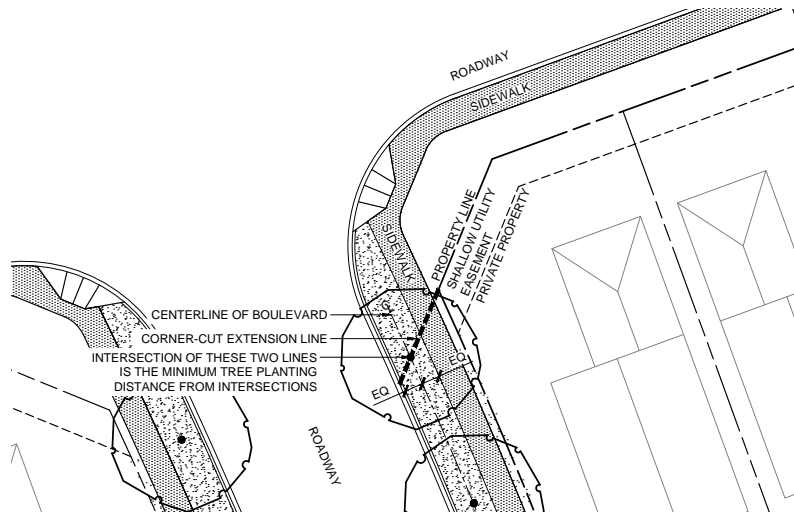 ROADWAY
SIDEWALK
PROPERTY LINE
SHALLOW UTILITY
EASEMENT
PRIVATE PROPERTY
SIDEWALK
CENTERLINE OF BOULEVARD
CORNER-CUT EXTENSION LINE
INTERSECTION OF THESE TWO LINES
IS THE MINIMUM TREE PLANTING
DISTANCE FROM INTERSECTIONS
EQ
EQ
ROADWAY